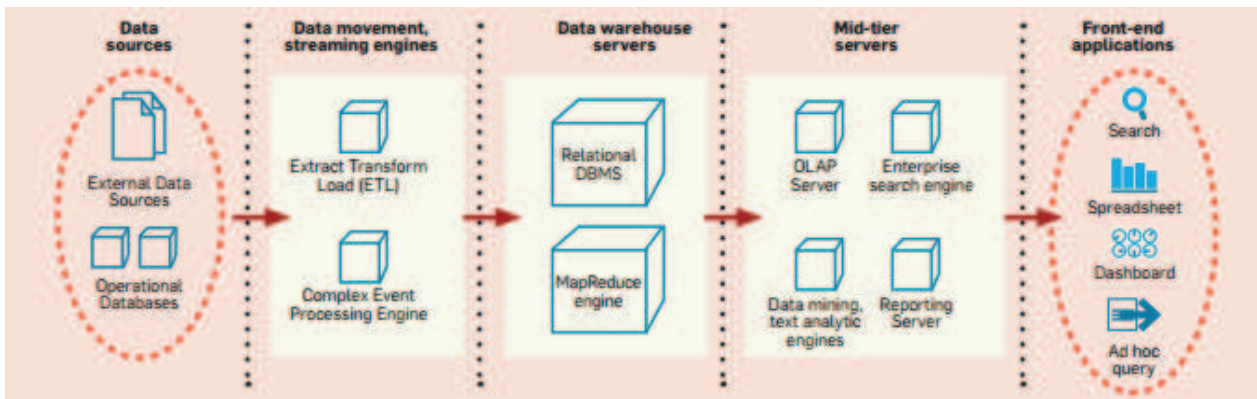 Data
sources
External Data
Sources
Operational
Databases
Data movement,
streaming engines
Extract Transform
Load (ETL)
Complex Event
Processing Engine
Data warehouse
servers
Relational
DBMS
MapReduce
engine
Mid-tier
servers
OLAP
Server
Enterprise
search engine
Data mining,
text analytic
engines
Reporting
Server
Front-end
applications
Search
Spreadsheet
Dashboard
Ad hoc
query